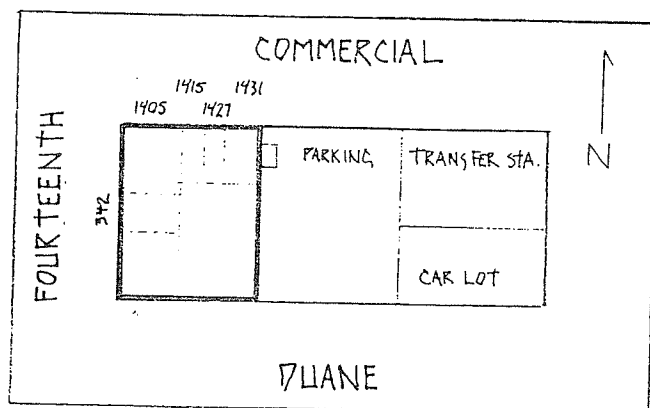 COMMERCIAL
1415 1431
1405 1427
FOURTEENTH
342
PARKING
TRANSFER STA.
N
CAR LOT
DUANE